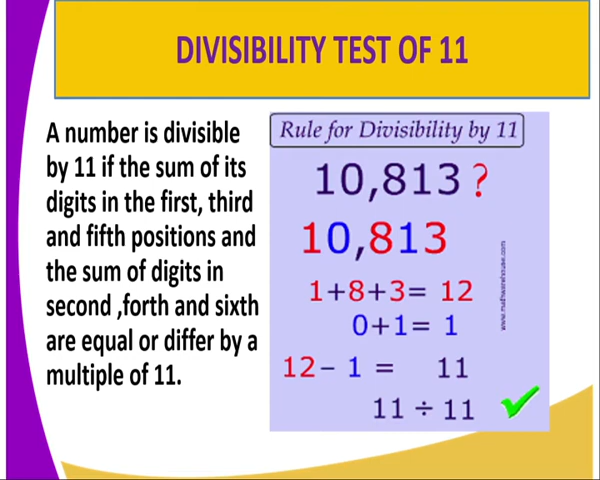 DIVISIBILITY TEST OF 11
A number is divisible
by 11 if the sum of its
digits in the first, third
and fifth positions and
the sum of digits in
second ,forth and sixth
are equal or differ by a
multiple of 11.
Rule for Divisibility by 11
10,813 ?
10,813
1+8+3= 12
0+1= 1
12- 1 = 11
11 ÷ 11
www.mathwarehouse.com